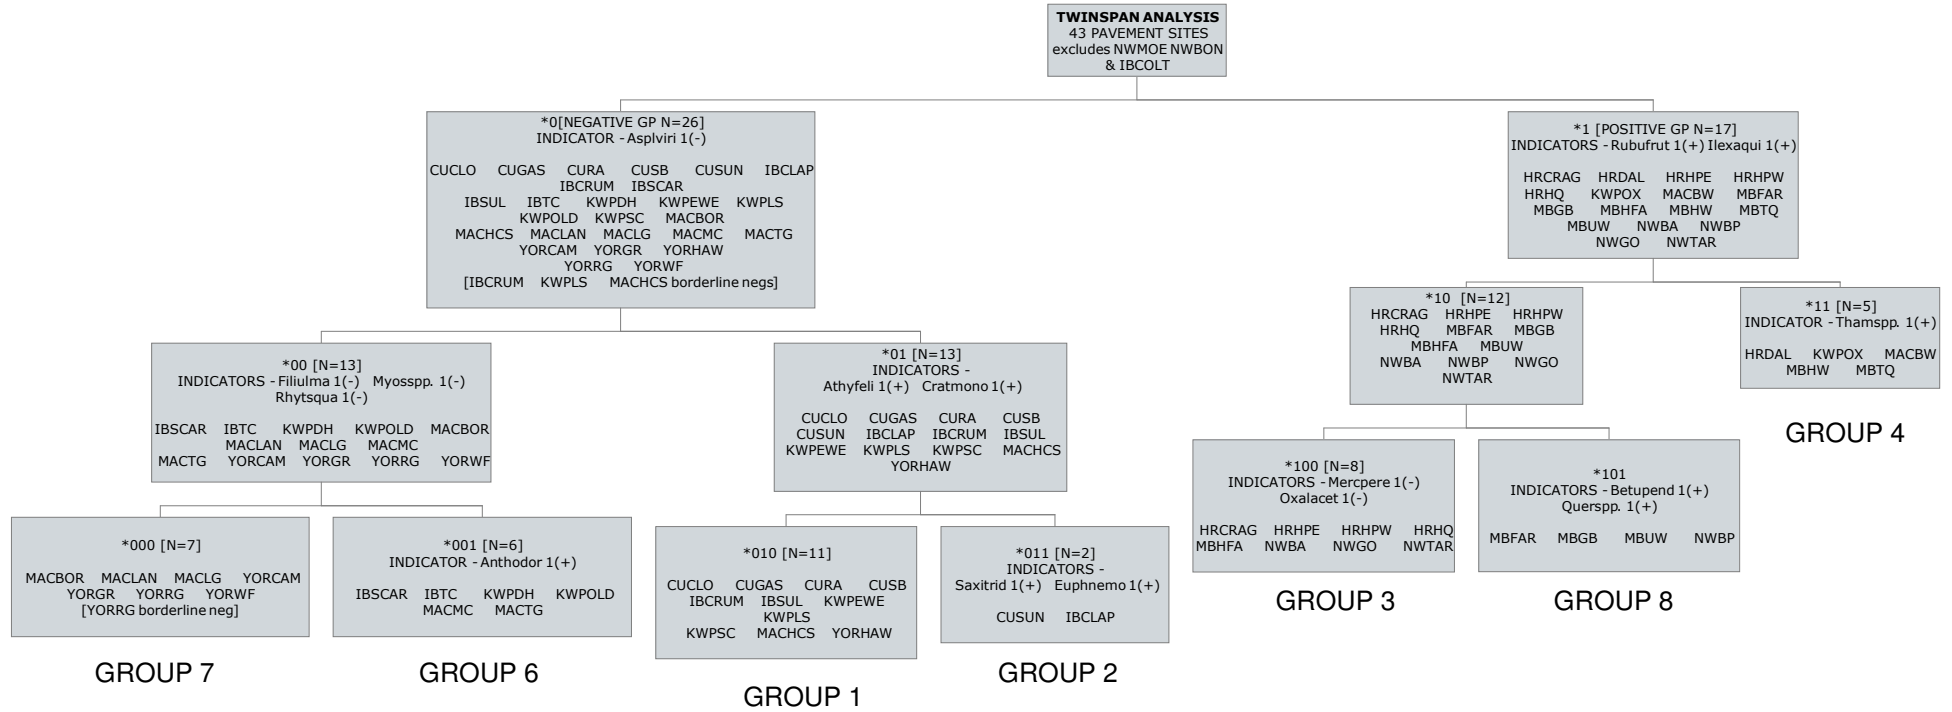 TWINSPAN ANALYSIS
43 PAVEMENT SITES
excludes NWMOE NWBON
& IBCOLT
*0[NEGATIVE GP N=26]
INDICATOR - Asplviri 1(-)
CUCLO CUGAS CURA CUSB CUSUN IBCLAP
IBCRUM IBSCAR
IBSUL IBTC KWPDH KWPEWE KWPLS
KWPOLD KWPSC MACBOR
MACHCS MACLAN MACLG MACMC MACTG
YORCAM YORGR YORHAW
YORRG YORWF
[IBCRUM KWPLS MACHCS borderline negs]
*1 [POSITIVE GP N=17]
INDICATORS - Rubufrut 1(+) Ilexaqui 1(+)
HRCRAG HRDAL HRHPE HRHPW
HRHQ KWPOX MACBW MBFAR
MBGB MBHFA MBHW MBTQ
MBUW NWBA NWBP
NWGO NWTAR
*00 [N=13]
INDICATORS - Filiulma 1(-) Myosspp. 1(-)
Rhytsqua 1(-)
IBSCAR IBTC KWPDH KWPOLD MACBOR
MACLAN MACLG MACMC
MACTG YORCAM YORGR YORRG YORWF
*01 [N=13]
INDICATORS -
Athyfeli 1(+) Cratmono 1(+)
CUCLO CUGAS CURA CUSB
CUSUN IBCLAP IBCRUM IBSUL
KWPEWE KWPLS KWPSC MACHCS
YORHAW
*10 [N=12]
HRCRAG HRHPE HRHPW
HRHQ MBFAR MBGB
MBHFA MBUW
NWBA NWBP NWGO
NWTAR
*11 [N=5]
INDICATOR - Thamspp. 1(+)
HRDAL KWPOX MACBW
MBHW MBTQ
GROUP 4
*000 [N=7]
MACBOR MACLAN MACLG YORCAM
YORGR YORRG YORWF
[YORRG borderline neg]
GROUP 7
*001 [N=6]
INDICATOR - Anthodor 1(+)
IBSCAR IBTC KWPDH KWPOLD
MACMC MACTG
GROUP 6
*010 [N=11]
CUCLO CUGAS CURA CUSB
IBCRUM IBSUL KWPEWE
KWPLS
KWPSC MACHCS YORHAW
GROUP 1
*011 [N=2]
INDICATORS -
Saxitrid 1(+) Euphnemo 1(+)
CUSUN IBCLAP
GROUP 2
*100 [N=8]
INDICATORS - Mercpere 1(-)
Oxalacet 1(-)
HRCRAG HRHPE HRHPW HRHQ
MBHFA NWBA NWGO NWTAR
GROUP 3
*101
INDICATORS - Betupend 1(+)
Querspp. 1(+)
MBFAR MBGB MBUW NWBP
GROUP 8